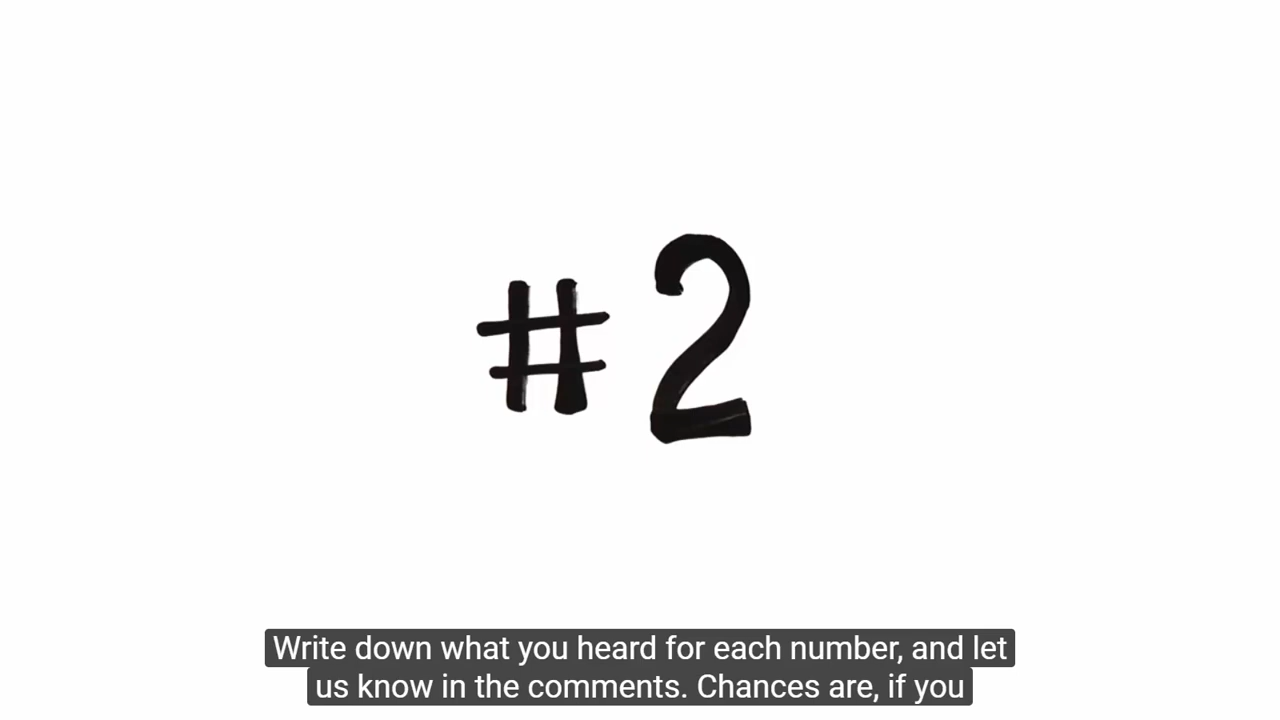 #2
Write down what you heard for each number, and let
us know in the comments. Chances are, if you